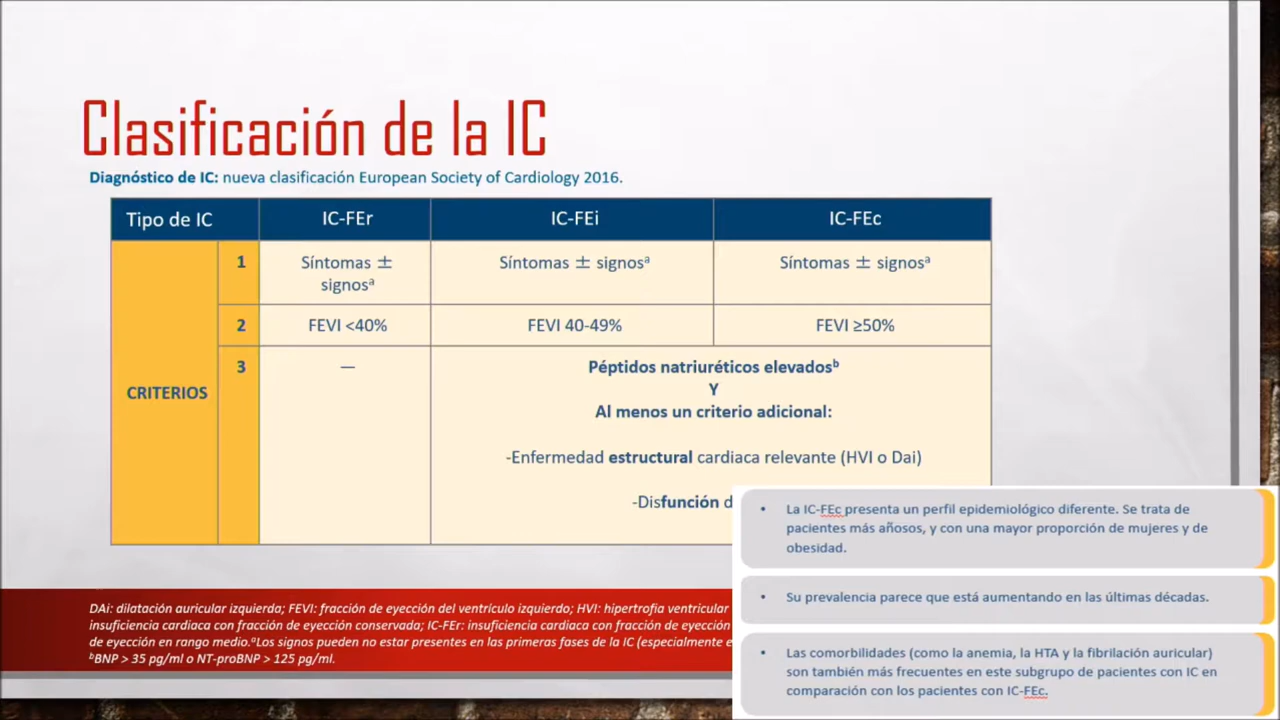 Clasificación de la IC
Diagnóstico de IC: nueva clasificación European Society of Cardiology 2016.
Tipo de IC
IC-FEr
IC-FEi
IC-FEc
CRITERIOS
1
Síntomas ±
signosᵃ
Síntomas ± signosᵃ
Síntomas ± signosᵃ
2
FEVI <40%
FEVI 40-49%
FEVI ≥50%
3
—
Péptidos natriuréticos elevadosᵇ
Y
Al menos un criterio adicional:
-Enfermedad estructural cardiaca relevante (HVI o Dai)
-Disfunción
DAi: dilatación auricular izquierda; FEVI: fracción de eyección del ventrículo izquierdo; HVI: hipertrofia ventricular
insuficiencia cardiaca con fracción de eyección conservada; IC-FEr: insuficiencia cardiaca con fracción de eyección
de eyección en rango medio.ᵃLos signos pueden no estar presentes en las primeras fases de la IC (especialmente
ᵇBNP > 35 pg/ml o NT-proBNP > 125 pg/ml.
• La IC-FEc presenta un perfil epidemiológico diferente. Se trata de
pacientes más añosos, y con una mayor proporción de mujeres y de
obesidad.
• Su prevalencia parece que está aumentando en las últimas décadas.
• Las comorbilidades (como la anemia, la HTA y la fibrilación auricular)
son también más frecuentes en este subgrupo de pacientes con IC en
comparación con los pacientes con IC-FEc.